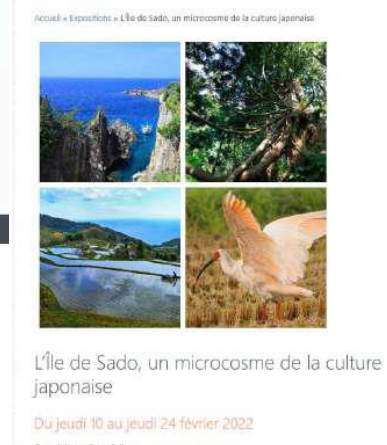 Accueil » Expositions » L'Île de Sado, un microcosme de la culture japonaise
L'Île de Sado, un microcosme de la culture
japonaise
Du jeudi 10 au jeudi 24 février 2022